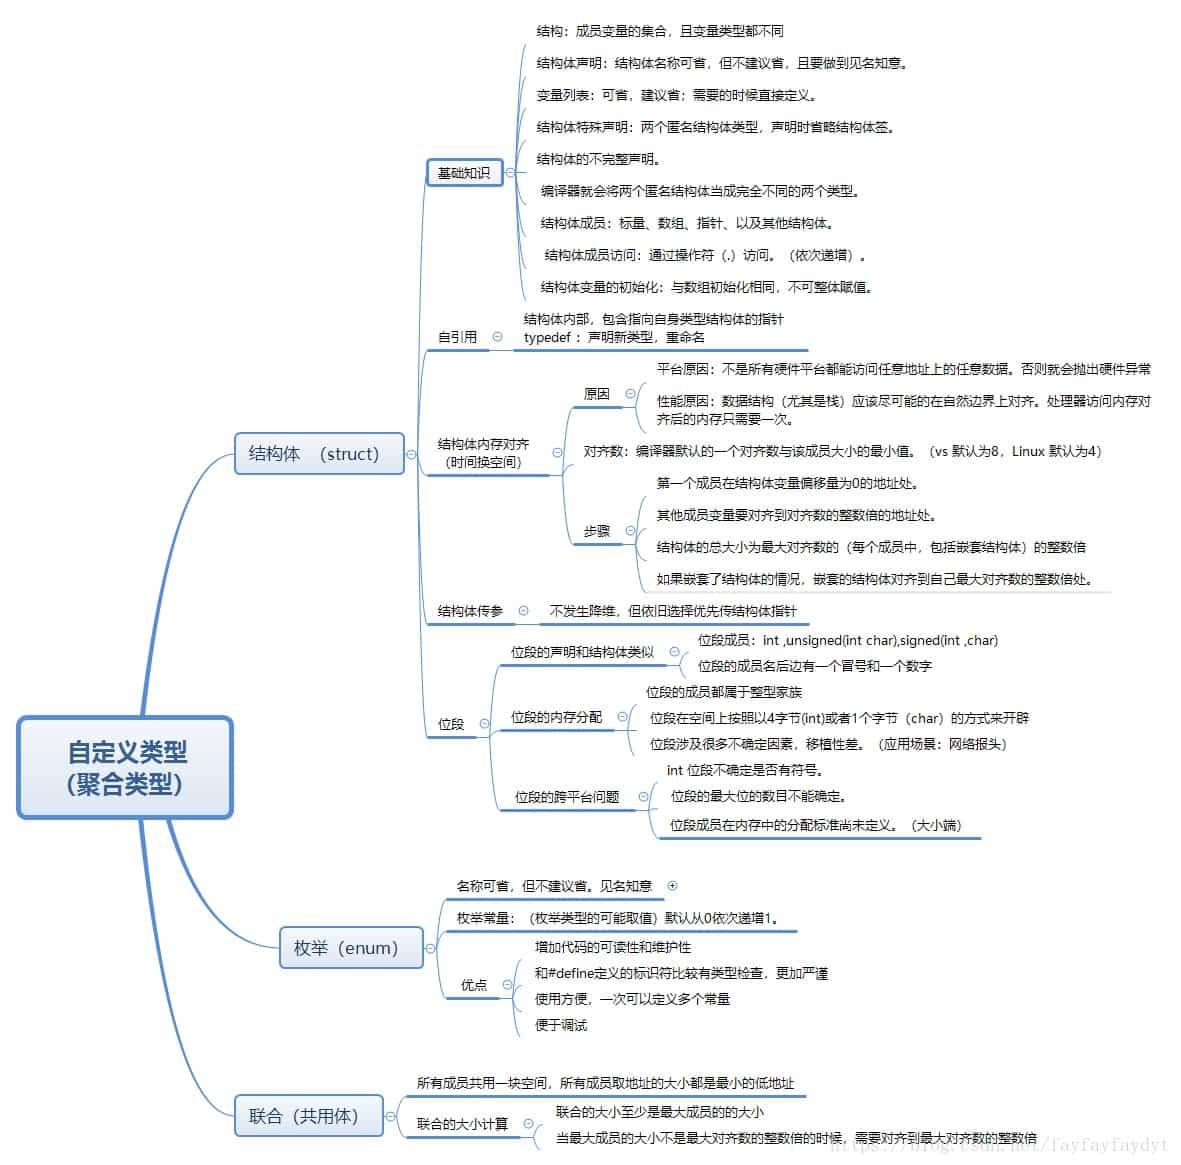 自定义类型
（聚合类型）
结构体 （struct）
基础知识
结构：成员变量的集合，且变量类型都不同
结构体声明：结构体名称可省，但不建议省，且要做到见名知意。
变量列表：可省，建议省；需要的时候直接定义。
结构体特殊声明：两个匿名结构体类型，声明时省略结构体签。
结构体的不完整声明。
编译器就会将两个匿名结构体当成完全不同的两个类型。
结构体成员：标量、数组、指针、以及其他结构体。
结构体成员访问：通过操作符（.）访问。（依次递增）。
结构体变量的初始化：与数组初始化相同，不可整体赋值。
自引用
结构体内部，包含指向自身类型结构体的指针
typedef ：声明新类型，重命名
结构体内存对齐
（时间换空间）
原因
平台原因：不是所有硬件平台都能访问任意地址上的任意数据。否则就会抛出硬件异常
性能原因：数据结构（尤其是栈）应该尽可能的在自然边界上对齐。处理器访问内存对
齐后的内存只需要一次。
对齐数：编译器默认的一个对齐数与该成员大小的最小值。（vs 默认为8，Linux 默认为4）
步骤
第一个成员在结构体变量偏移量为0的地址处。
其他成员变量要对齐到对齐数的整数倍的地址处。
结构体的总大小为最大对齐数的（每个成员中，包括嵌套结构体）的整数倍
如果嵌套了结构体的情况，嵌套的结构体对齐到自己最大对齐数的整数倍处。
结构体传参
不发生降维，但依旧选择优先传结构体指针
位段
位段的声明和结构体类似
位段成员：int ,unsigned(int char),signed(int ,char)
位段的成员名后边有一个冒号和一个数字
位段的内存分配
位段的成员都属于整型家族
位段在空间上按照以4字节(int)或者1个字节（char）的方式来开辟
位段涉及很多不确定因素，移植性差。（应用场景：网络报头）
位段的跨平台问题
int 位段不确定是否有符号。
位段的最大位的数目不能确定。
位段成员在内存中的分配标准尚未定义。（大小端）
枚举（enum）
名称可省，但不建议省。见名知意
枚举常量：（枚举类型的可能取值）默认从0依次递增1。
优点
增加代码的可读性和维护性
和#define定义的标识符比较有类型检查，更加严谨
使用方便，一次可以定义多个常量
便于调试
联合（共用体）
所有成员共用一块空间，所有成员取地址的大小都是最小的低地址
联合的大小计算
联合的大小至少是最大成员的的大小
当最大成员的大小不是最大对齐数的整数倍的时候，需要对齐到最大对齐数的整数倍
https://blog.csdn.net/fayfayfaydyt